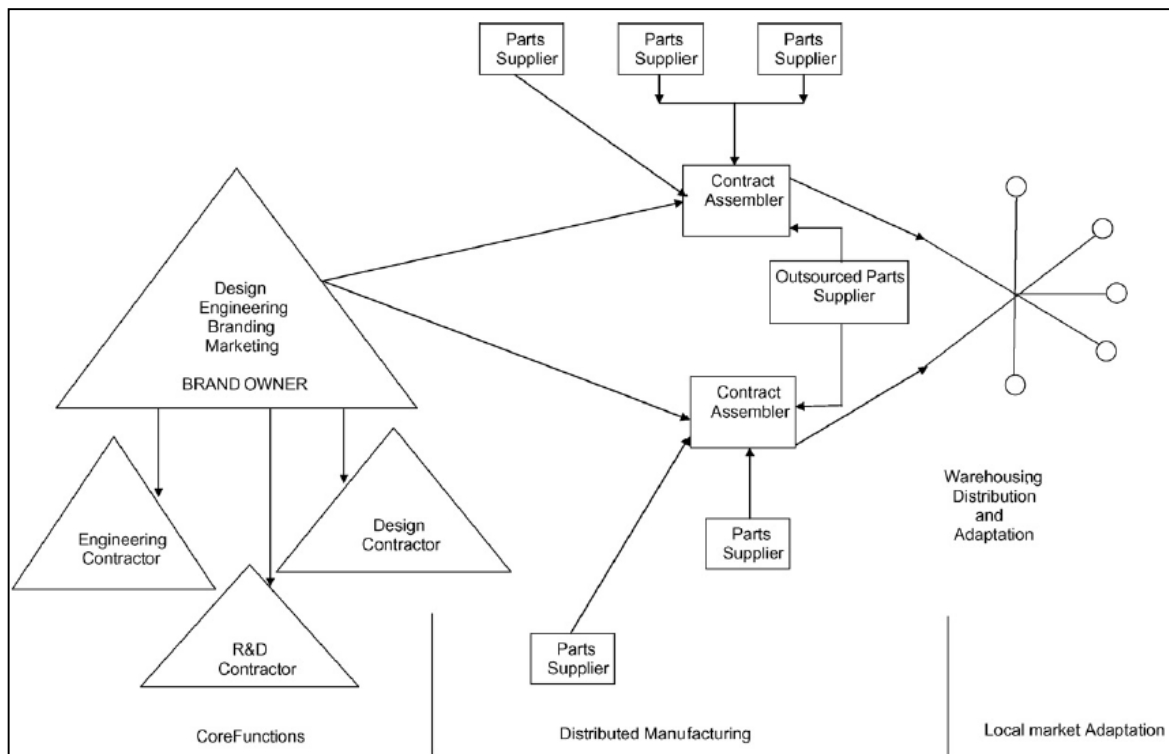 Parts
Supplier
Parts
Supplier
Parts
Supplier
Contract
Assembler
Design
Engineering
Branding
Marketing
BRAND OWNER
Outsourced Parts
Supplier
Contract
Assembler
Engineering
Contractor
Design
Contractor
R&D
Contractor
Parts
Supplier
Parts
Supplier
Warehousing
Distribution
and
Adaptation
CoreFunctions
Distributed Manufacturing
Local market Adaptation